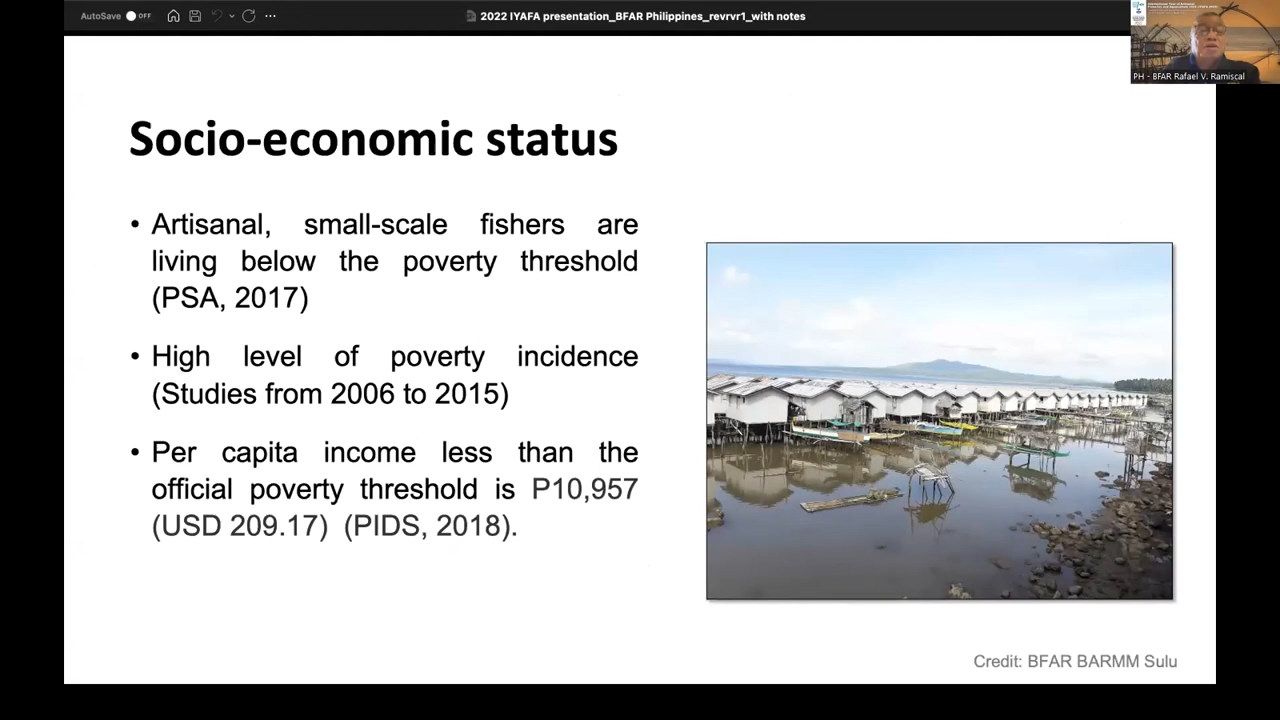 AutoSave OFF
2022 IYAFA presentation_BFAR Philippines_revrvr1_with notes
PH - BFAR Rafael V. Ramiscal
Socio-economic status
• Artisanal, small-scale fishers are
living below the poverty threshold
(PSA, 2017)
• High level of poverty incidence
(Studies from 2006 to 2015)
• Per capita income less than the
official poverty threshold is P10,957
(USD 209.17) (PIDS, 2018).
Credit: BFAR BARMM Sulu